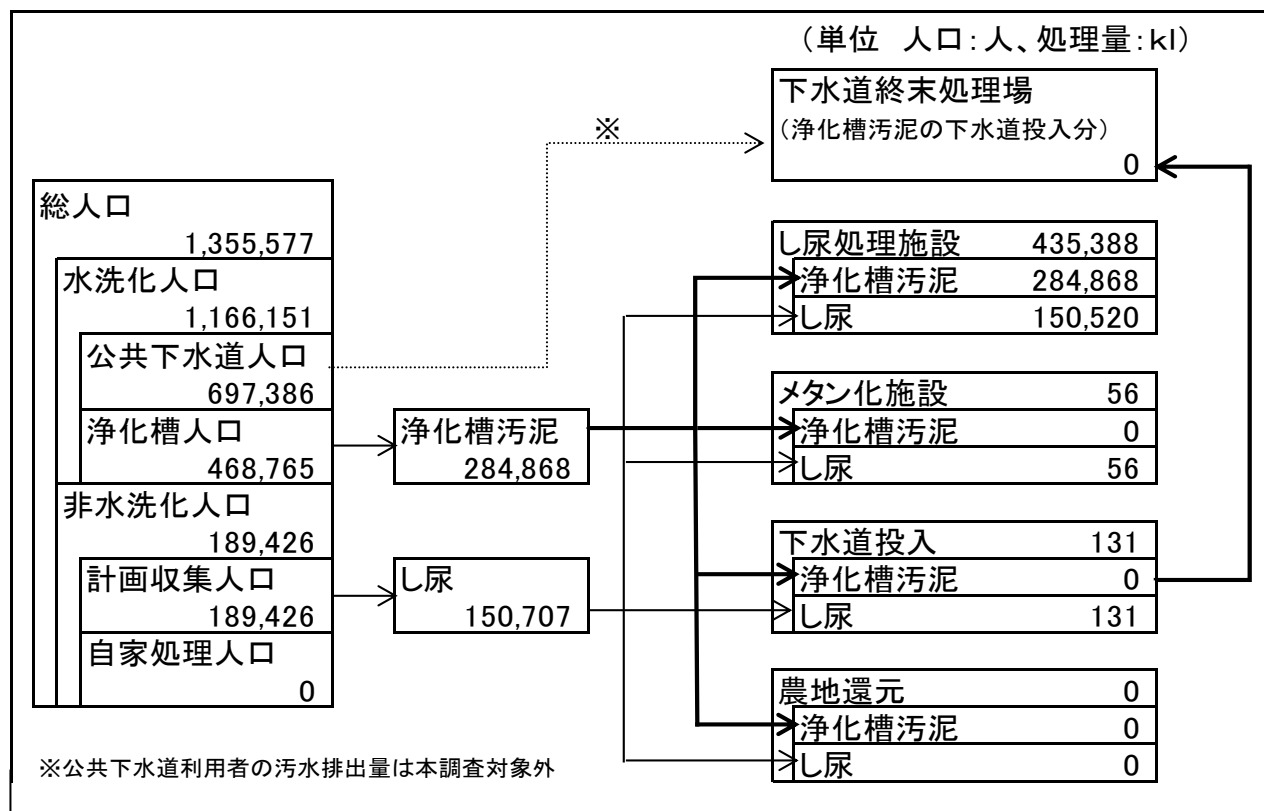 (単位 人口:人、処理量:kl)
下水道終末処理場
(浄化槽汚泥の下水道投入分)
0
※
総人口
1,355,577
水洗化人口
1,166,151
公共下水道人口
697,386
浄化槽人口
468,765
非水洗化人口
189,426
計画収集人口
189,426
自家処理人口
0
浄化槽汚泥
284,868
し尿
150,707
し尿処理施設 435,388
浄化槽汚泥 284,868
し尿 150,520
メタン化施設 56
浄化槽汚泥 0
し尿 56
下水道投入 131
浄化槽汚泥 0
し尿 131
農地還元 0
浄化槽汚泥 0
し尿 0
※公共下水道利用者の汚水排出量は本調査対象外